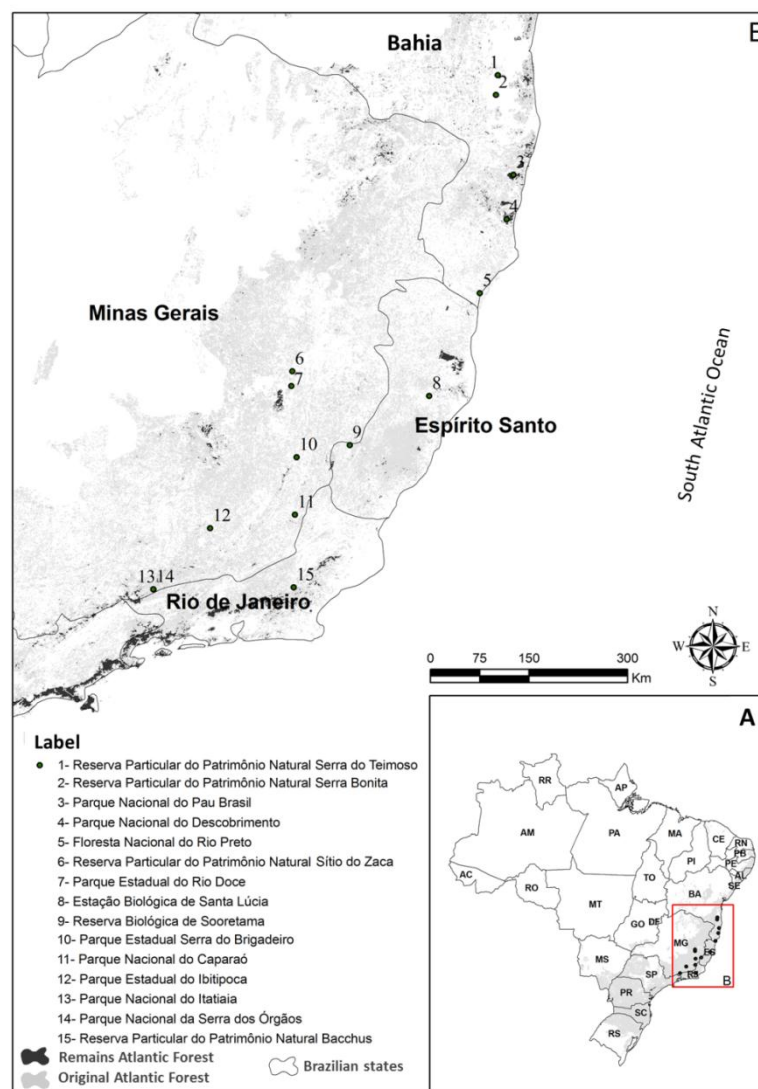 B
Bahia
1
2
3
4
5
Minas Gerais
6
7
8
Espírito Santo
9
10
11
12
13 14
15
Rio de Janeiro
South Atlantic Ocean
N
W E
S
0 75 150 300
Km
Label
1- Reserva Particular do Patrimônio Natural Serra do Teimoso
2- Reserva Particular do Patrimônio Natural Serra Bonita
3- Parque Nacional do Pau Brasil
4- Parque Nacional do Descobrimento
5- Floresta Nacional do Rio Preto
6- Reserva Particular do Patrimônio Natural Sítio do Zaca
7- Parque Estadual do Rio Doce
8- Estação Biológica de Santa Lúcia
9- Reserva Biológica de Sooretama
10- Parque Estadual Serra do Brigadeiro
11- Parque Nacional do Caparaó
12- Parque Estadual do Ibitipoca
13- Parque Nacional do Itatiaia
14- Parque Nacional da Serra dos Órgãos
15- Reserva Particular do Patrimônio Natural Bacchus
Remains Atlantic Forest
Original Atlantic Forest
Brazilian states
A
RR
AP
AM
PA
MA
CE
RN
PB
PE
AL
SE
PI
AC
RO
TO
BA
MT
GO
DF
MG
ES
MS
SP
RJ
PR
SC
RS
B